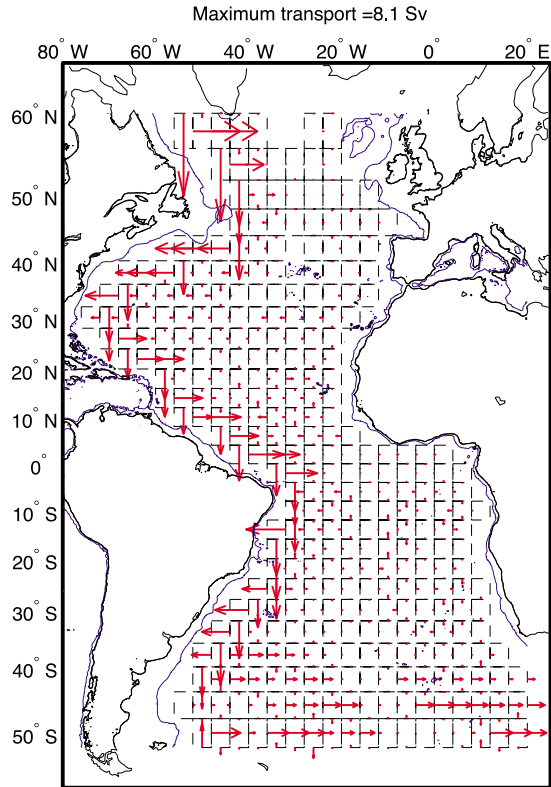 Maximum transport =8.1 Sv
80° W 60° W 40° W 20° W 0° 20° E
60° N
50° N
40° N
30° N
20° N
10° N
0°
10° S
20° S
30° S
40° S
50° S